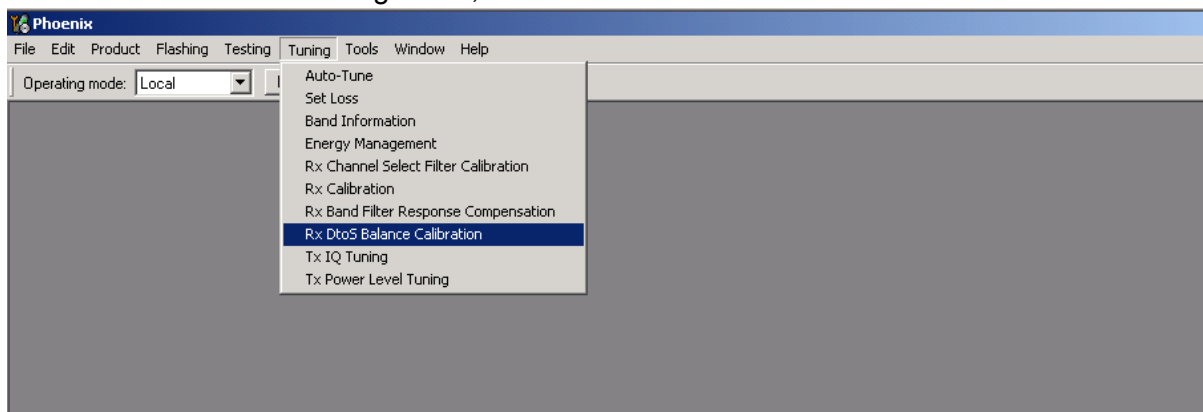 Phoenix
File Edit Product Flashing Testing Tuning Tools Window Help
Operating mode: Local
Auto-Tune
Set Loss
Band Information
Energy Management
Rx Channel Select Filter Calibration
Rx Calibration
Rx Band Filter Response Compensation
Rx DtoS Balance Calibration
Tx IQ Tuning
Tx Power Level Tuning